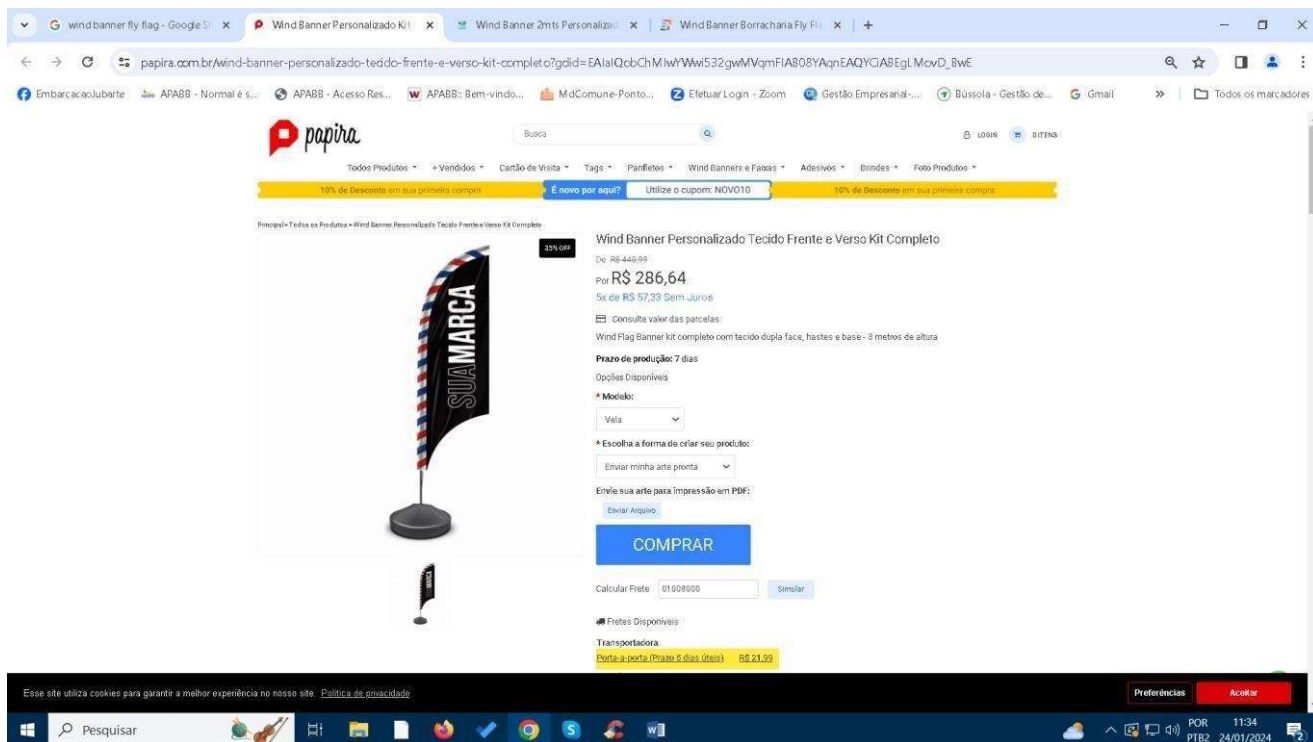 wind banner fly flag - Google S
Wind Banner Personalizado Kit
Wind Banner 2mts Personalizad
Wind Banner Borracharia Fly Fl
papira.com.br/wind-banner-personalizado-tecido-frente-e-verso-kit-completo?gclid=
EmbarcacaoJubarte
APABB - Normal é s...
APABB - Acesso Res...
APABB:: Bem-vindo...
MdComune-Ponto...
Efetuar Login - Zoom
Gestão Empresarial-...
Bússola - Gestão de...
Gmail
Todos os marcadores
papira
Busca
LOGIN
0 ITENS
Todos Produtos
+ Vendidos
Cartão de Visita
Tags
Panfletos
Wind Banners e Faixas
Adesivos
Brindes
Foto Produtos
10% de Desconto em sua primeira compra
É novo por aqui?
Utilize o cupom: NOVO10
10% de Desconto em sua primeira compra
Principal» Todos os Produtos » Wind Banner Personalizado Tecido Frente e Verso Kit Completo
OFF
SUAMARCA
Wind Banner Personalizado Tecido Frente e Verso Kit Completo
De R$ 448,99
Por R$ 286,64
5x de R$ 57,33 Sem Juros
Consulte valor das parcelas
Wind Flag Banner kit completo com tecido dupla face, hastes e base - 3 metros de altura
Prazo de produção: 7 dias
Opções Disponíveis
* Modelo:
Vela
* Escolha a forma de criar seu produto:
Enviar minha arte pronta
Envie sua arte para impressão em PDF:
Enviar Arquivo
COMPRAR
Calcular Frete
01008000
Simular
Fretes Disponíveis
Transportadora
Porta-a-porta (Prazo 6 dias úteis) R$ 21,99
Esse site utiliza cookies para garantir a melhor experiência no nosso site. Política de privacidade
Preferências
Aceitar
Pesquisar
POR
PTB2
11:34
24/01/2024